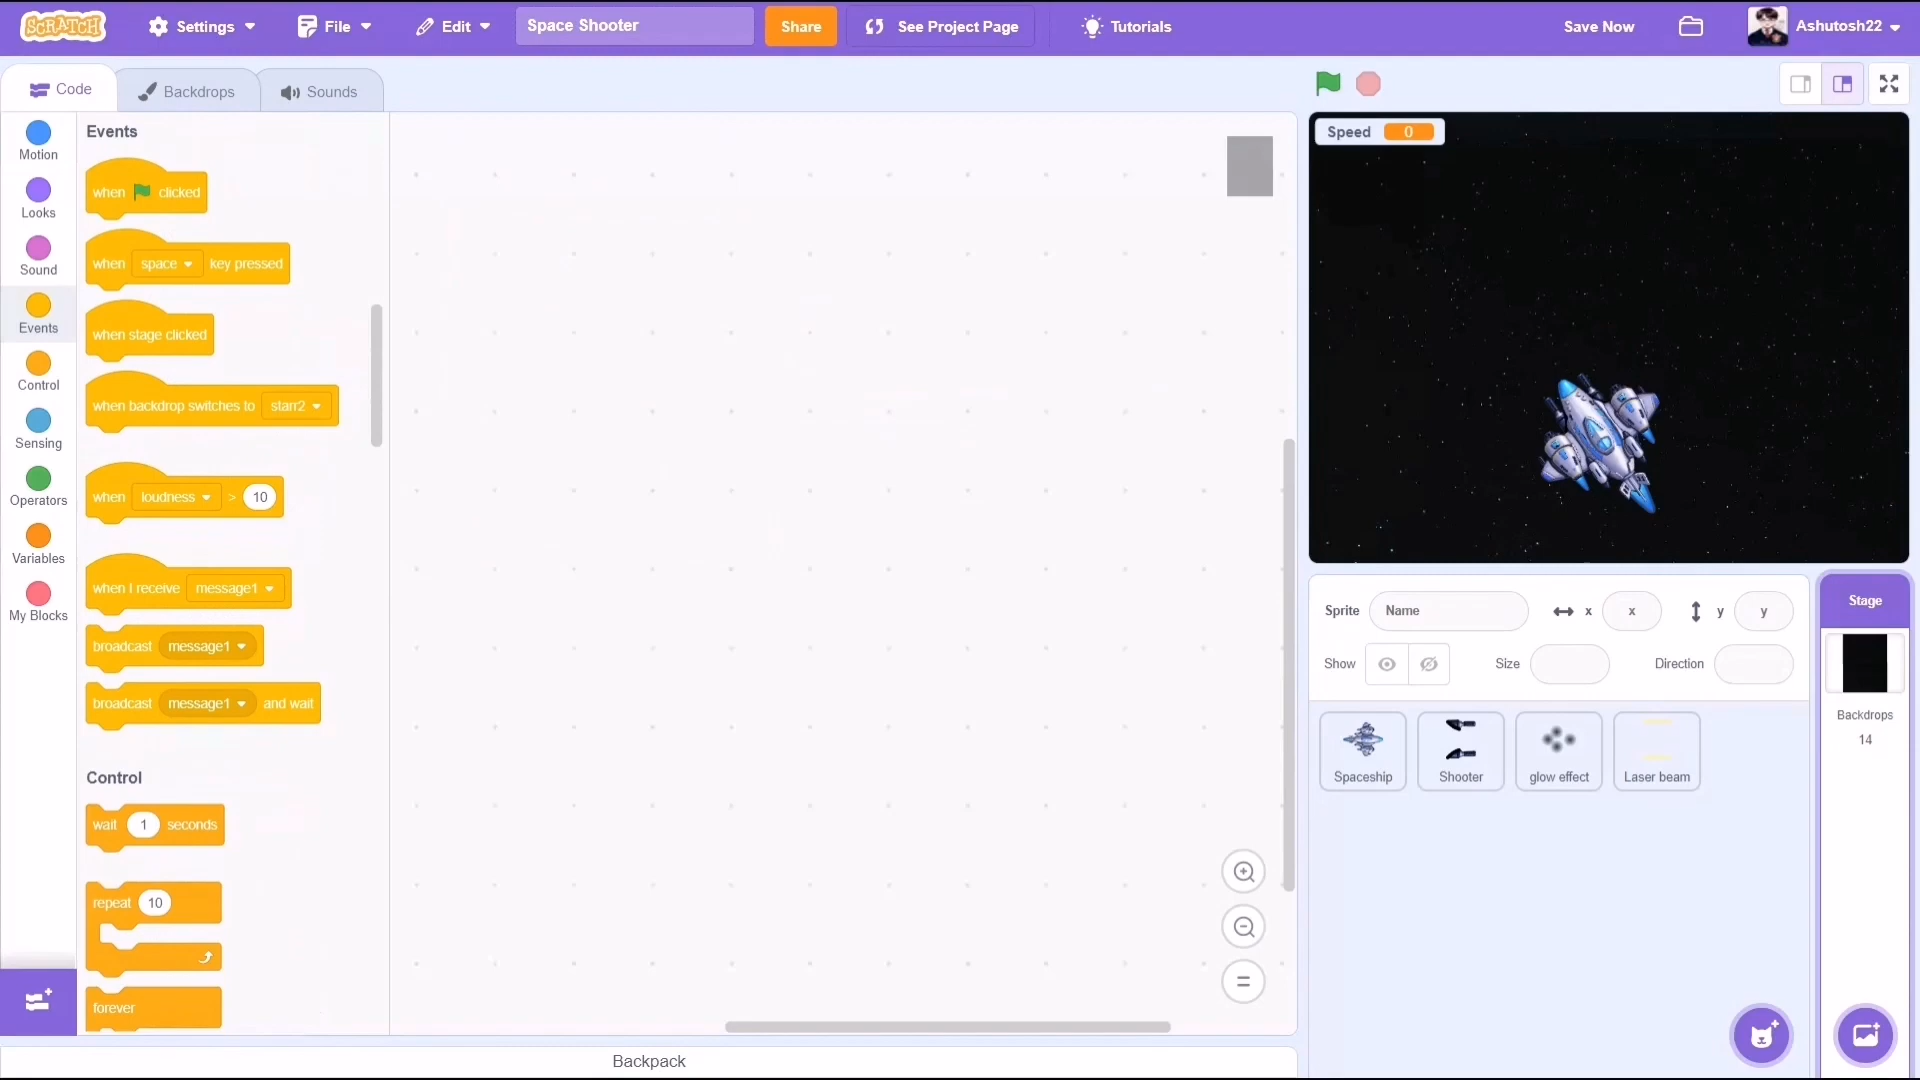 SCRATCH Settings File Edit Space Shooter Share See Project Page Tutorials Save Now Ashutosh22
Code Backdrops Sounds
Motion
Looks
Sound
Events
Control
Sensing
Operators
Variables
My Blocks
Events
when clicked
when space key pressed
when stage clicked
when backdrop switches to starr2
when loudness > 10
when I receive message1
broadcast message1
broadcast message1 and wait
Control
wait 1 seconds
repeat 10
forever
Backpack
Speed 0
Sprite Name x x y y
Show Size Direction
Spaceship Shooter glow effect Laser beam
Stage
Backdrops
14